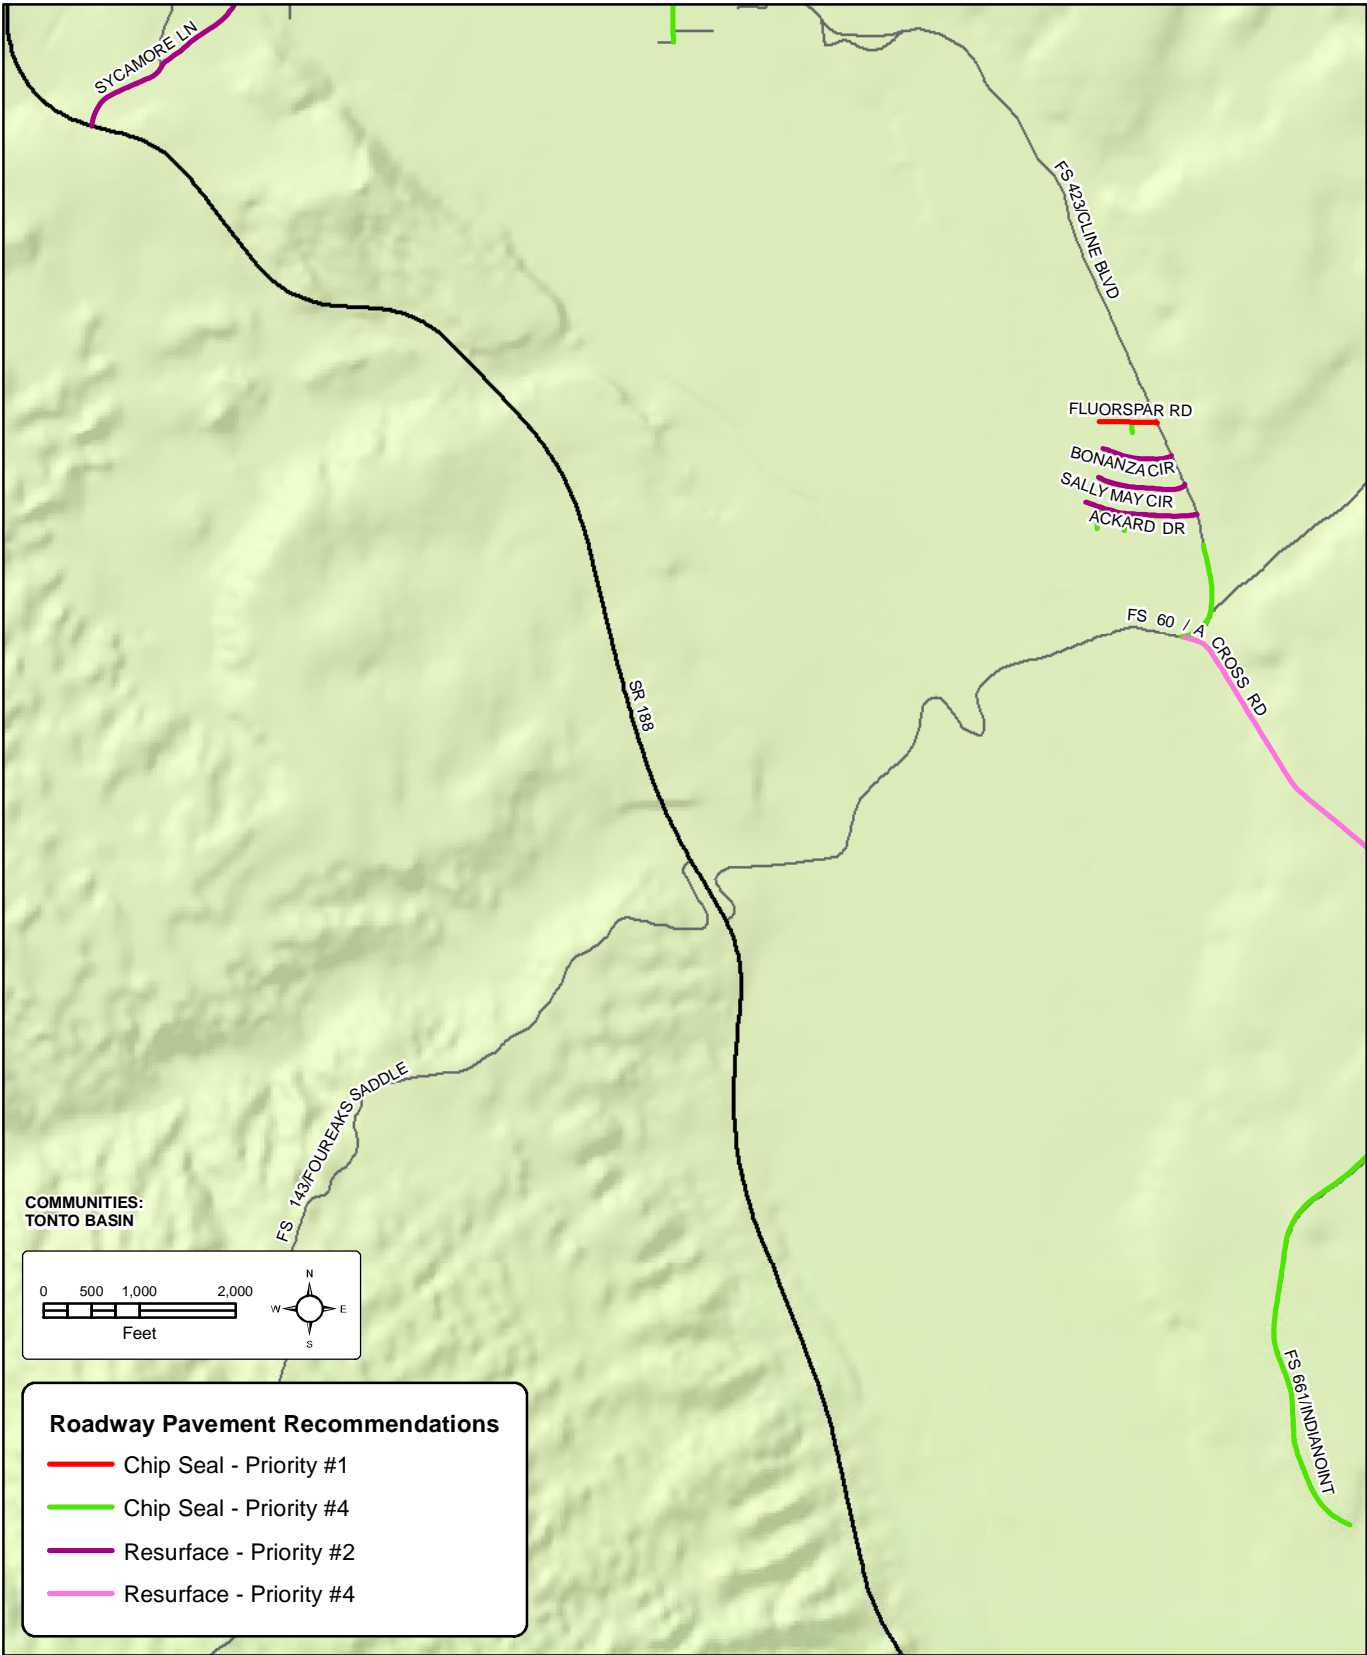 SYCAMORE LN
FS 423/CLINE BLVD
FLUORSPAR RD
BONANZA CIR
SALLY MAY CIR
ACKARD DR
FS 60 / A CROSS RD
SR 188
FS 143/FOUREAKS SADDLE
COMMUNITIES:
TONTO BASIN
0 500 1,000 2,000
Feet
N
W E
S
FS 661/INDIANOINT
Roadway Pavement Recommendations
Chip Seal - Priority #1
Chip Seal - Priority #4
Resurface - Priority #2
Resurface - Priority #4